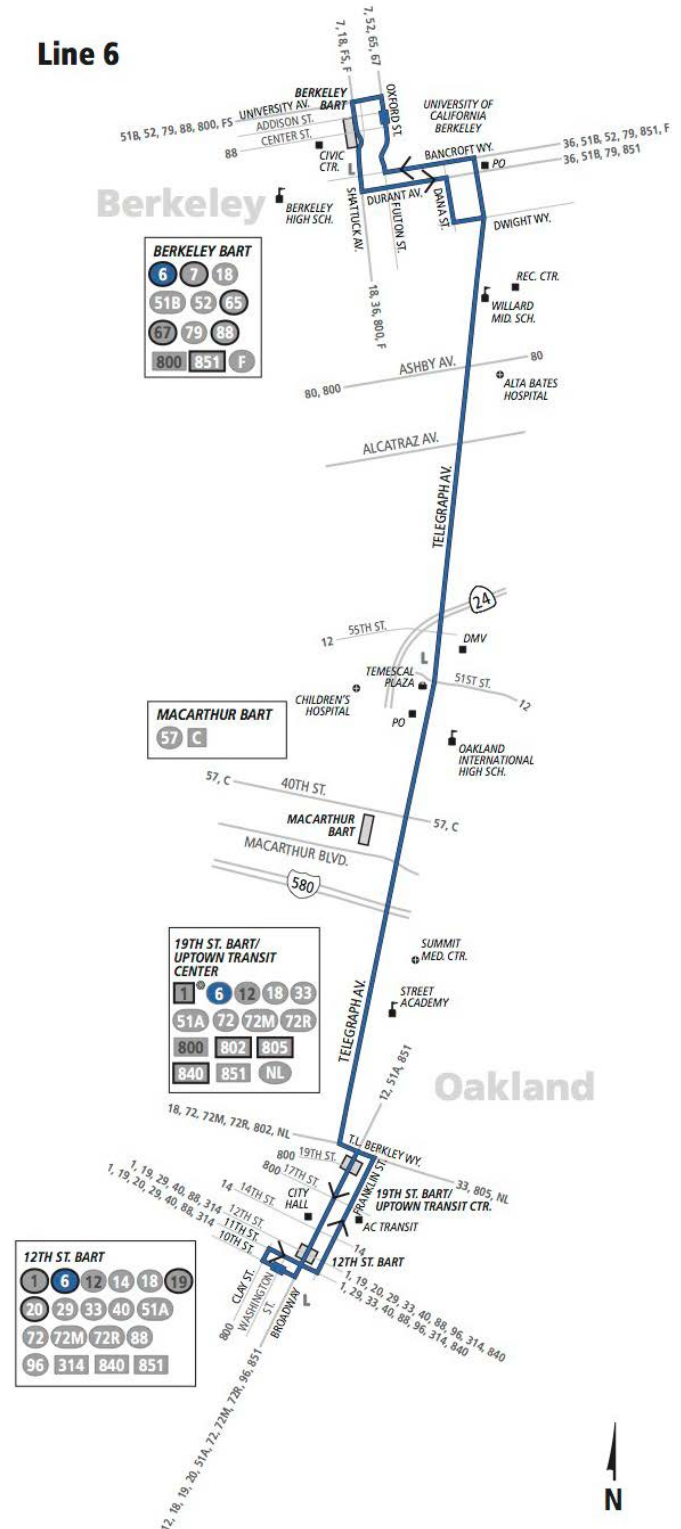 Line 6
7, 18, FS, F
7, 52, 65, 67
BERKELEY
BART
OXFORD ST.
UNIVERSITY OF
CALIFORNIA
BERKELEY
51B, 52, 79, 88, 800, FS
UNIVERSITY AV.
ADDISON ST.
88
CENTER ST.
CIVIC
CTR.
L
BANCROFT WY.
36, 51B, 52, 79, 851, F
PO
36, 51B, 79, 851
Berkeley
BERKELEY
HIGH SCH.
SHATTUCK AV.
DURANT AV.
FULTON ST.
DANA ST.
DWIGHT WY.
18, 36, 800, F
BERKELEY BART
6 7 18
51B 52 65
67 79 88
800 851 F
REC. CTR.
WILLARD
MID. SCH.
80, 800
ASHBY AV.
80
ALTA BATES
HOSPITAL
ALCATRAZ AV.
TELEGRAPH AV.
24
12
55TH ST.
DMV
L
TEMESCAL
PLAZA
51ST ST.
12
CHILDREN'S
HOSPITAL
PO
OAKLAND
INTERNATIONAL
HIGH SCH.
MACARTHUR BART
57 C
57, C
40TH ST.
57, C
MACARTHUR
BART
MACARTHUR BLVD.
580
19TH ST. BART/
UPTOWN TRANSIT
CENTER
1 6 12 18 33
51A 72 72M 72R
800 802 805
840 851 NL
SUMMIT
MED. CTR.
STREET
ACADEMY
TELEGRAPH AV.
12, 51A, 851
Oakland
18, 72, 72M, 72R, 802, NL
T.L. BERKLEY WY.
33, 805, NL
800
19TH ST.
800
17TH ST.
14
14TH ST.
1, 19, 29, 40, 88, 314
12TH ST.
1, 19, 20, 29, 40, 88, 314
11TH ST.
10TH ST.
CITY
HALL
FRANKLIN ST.
19TH ST. BART/
UPTOWN TRANSIT CTR.
AC TRANSIT
14
12TH ST. BART
1, 19, 20, 29, 33, 40, 88, 96, 314, 840
1, 29, 33, 40, 88, 96, 314, 840
CLAY ST.
800
WASHINGTON
ST.
BROADWAY
L
12, 18, 19, 20, 51A, 72, 72M, 72R, 96, 851
12TH ST. BART
1 6 12 14 18 19
20 29 33 40 51A
72 72M 72R 88
96 314 840 851
N